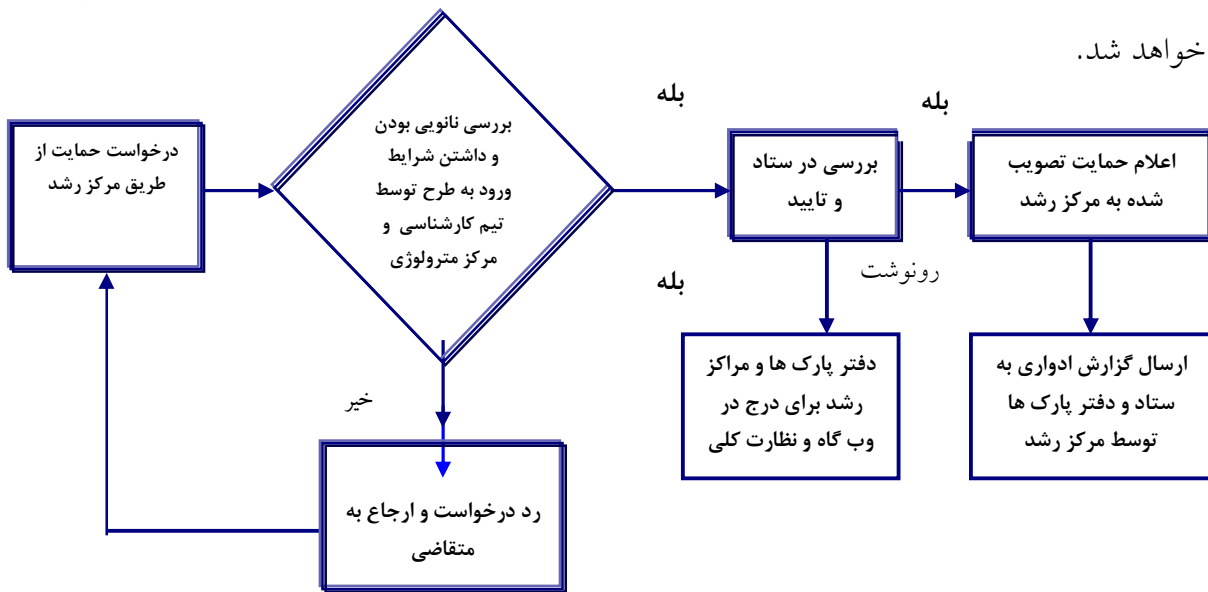 خواهد شد.
درخواست حمایت از
طریق مرکز رشد
بررسی نانویی بودن
و داشتن شرایط
ورود به طرح توسط
تیم کارشناسی و
مرکز مترولوژی
بله
بررسی در ستاد
و تایید
بله
اعلام حمایت تصویب
شده به مرکز رشد
بله
رونوشت
دفتر پارک ها و مراکز
رشد برای درج در
وب گاه و نظارت کلی
ارسال گزارش ادواری به
ستاد و دفتر پارک ها
توسط مرکز رشد
خیر
رد درخواست و ارجاع به
متقاضی